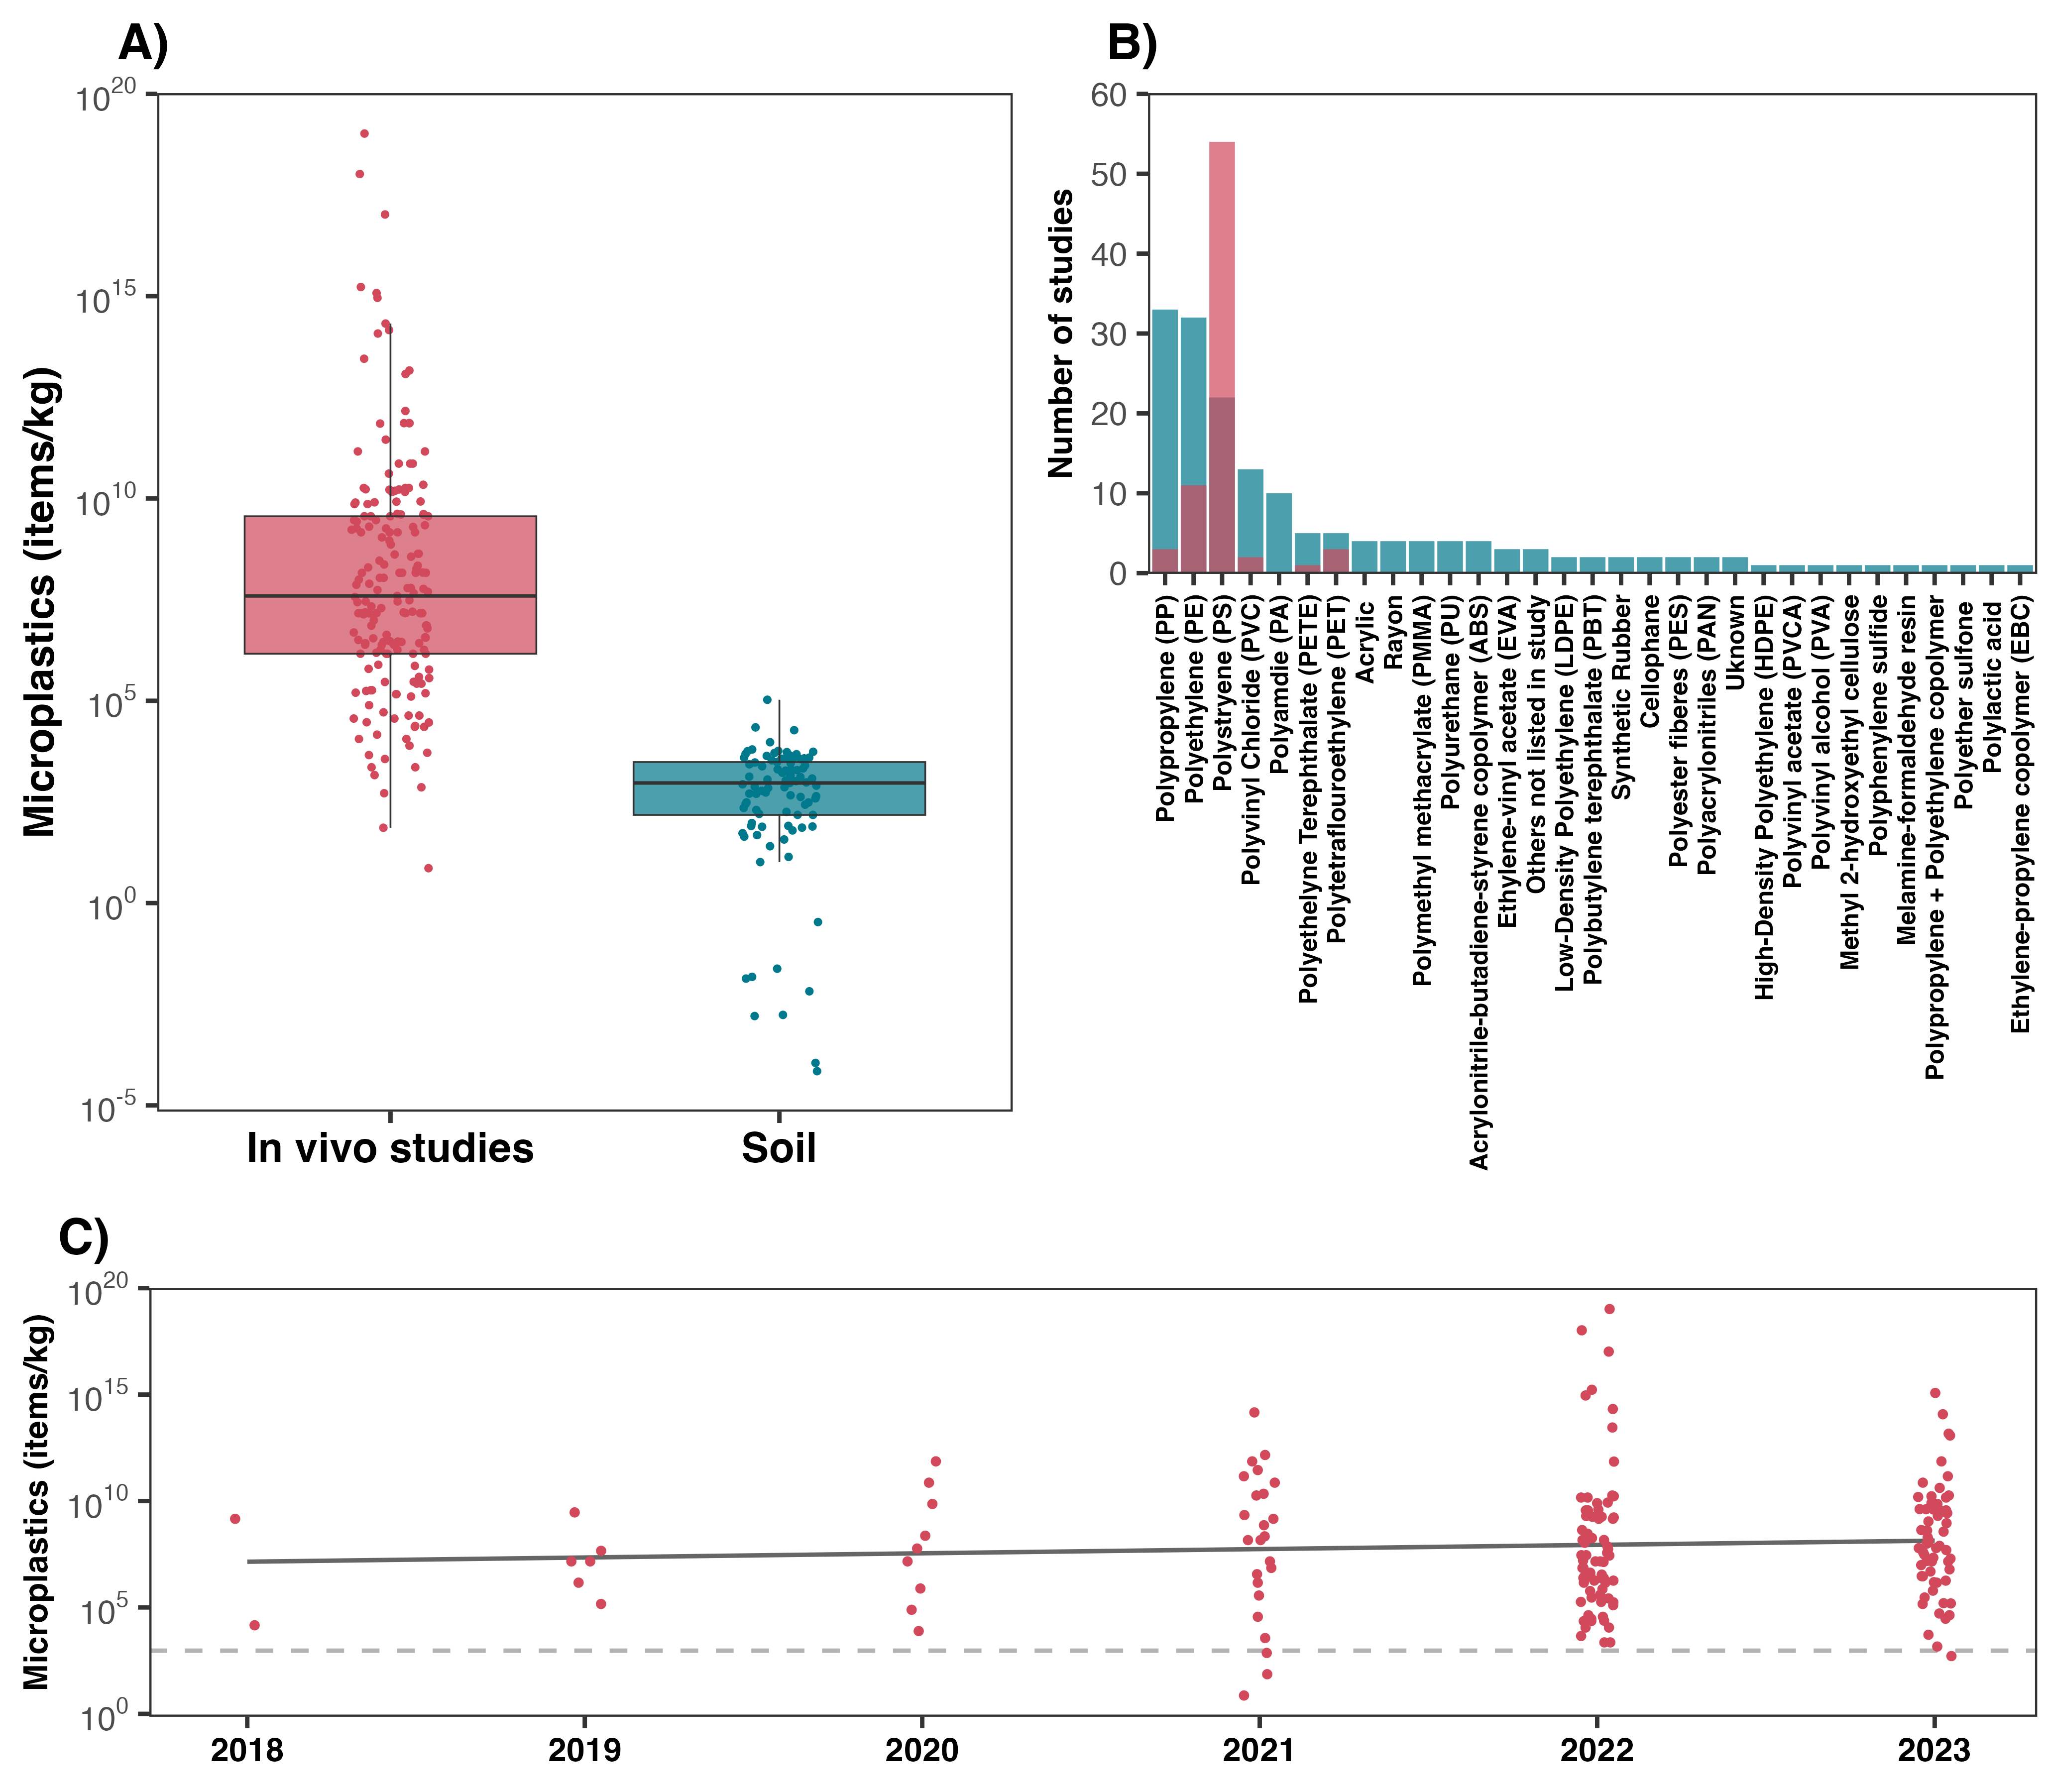 A)
Microplastics (items/kg)
10^20
10^15
10^10
10^5
10^0
10^-5
In vivo studies
Soil
B)
Number of studies
60
50
40
30
20
10
0
Polypropylene (PP)
Polyethylene (PE)
Polystryene (PS)
Polyvinyl Chloride (PVC)
Polyamdie (PA)
Polyethelyne Terephthalate (PETE)
Polytetraflouroethylene (PET)
Acrylic
Rayon
Polymethyl methacrylate (PMMA)
Polyurethane (PU)
Acrylonitrile-butadiene-styrene copolymer (ABS)
Ethylene-vinyl acetate (EVA)
Others not listed in study
Low-Density Polyethylene (LDPE)
Polybutylene terephthalate (PBT)
Synthetic Rubber
Cellophane
Polyester fiberes (PES)
Polyacrylonitriles (PAN)
Uknown
High-Density Polyethylene (HDPE)
Polyvinyl acetate (PVCA)
Polyvinyl alcohol (PVA)
Methyl 2-hydroxyethyl cellulose
Polyphenylene sulfide
Melamine-formaldehyde resin
Polypropylene + Polyethylene copolymer
Polyether sulfone
Polylactic acid
Ethylene-propylene copolymer (EBC)
C)
Microplastics (items/kg)
10^20
10^15
10^10
10^5
10^0
2018
2019
2020
2021
2022
2023